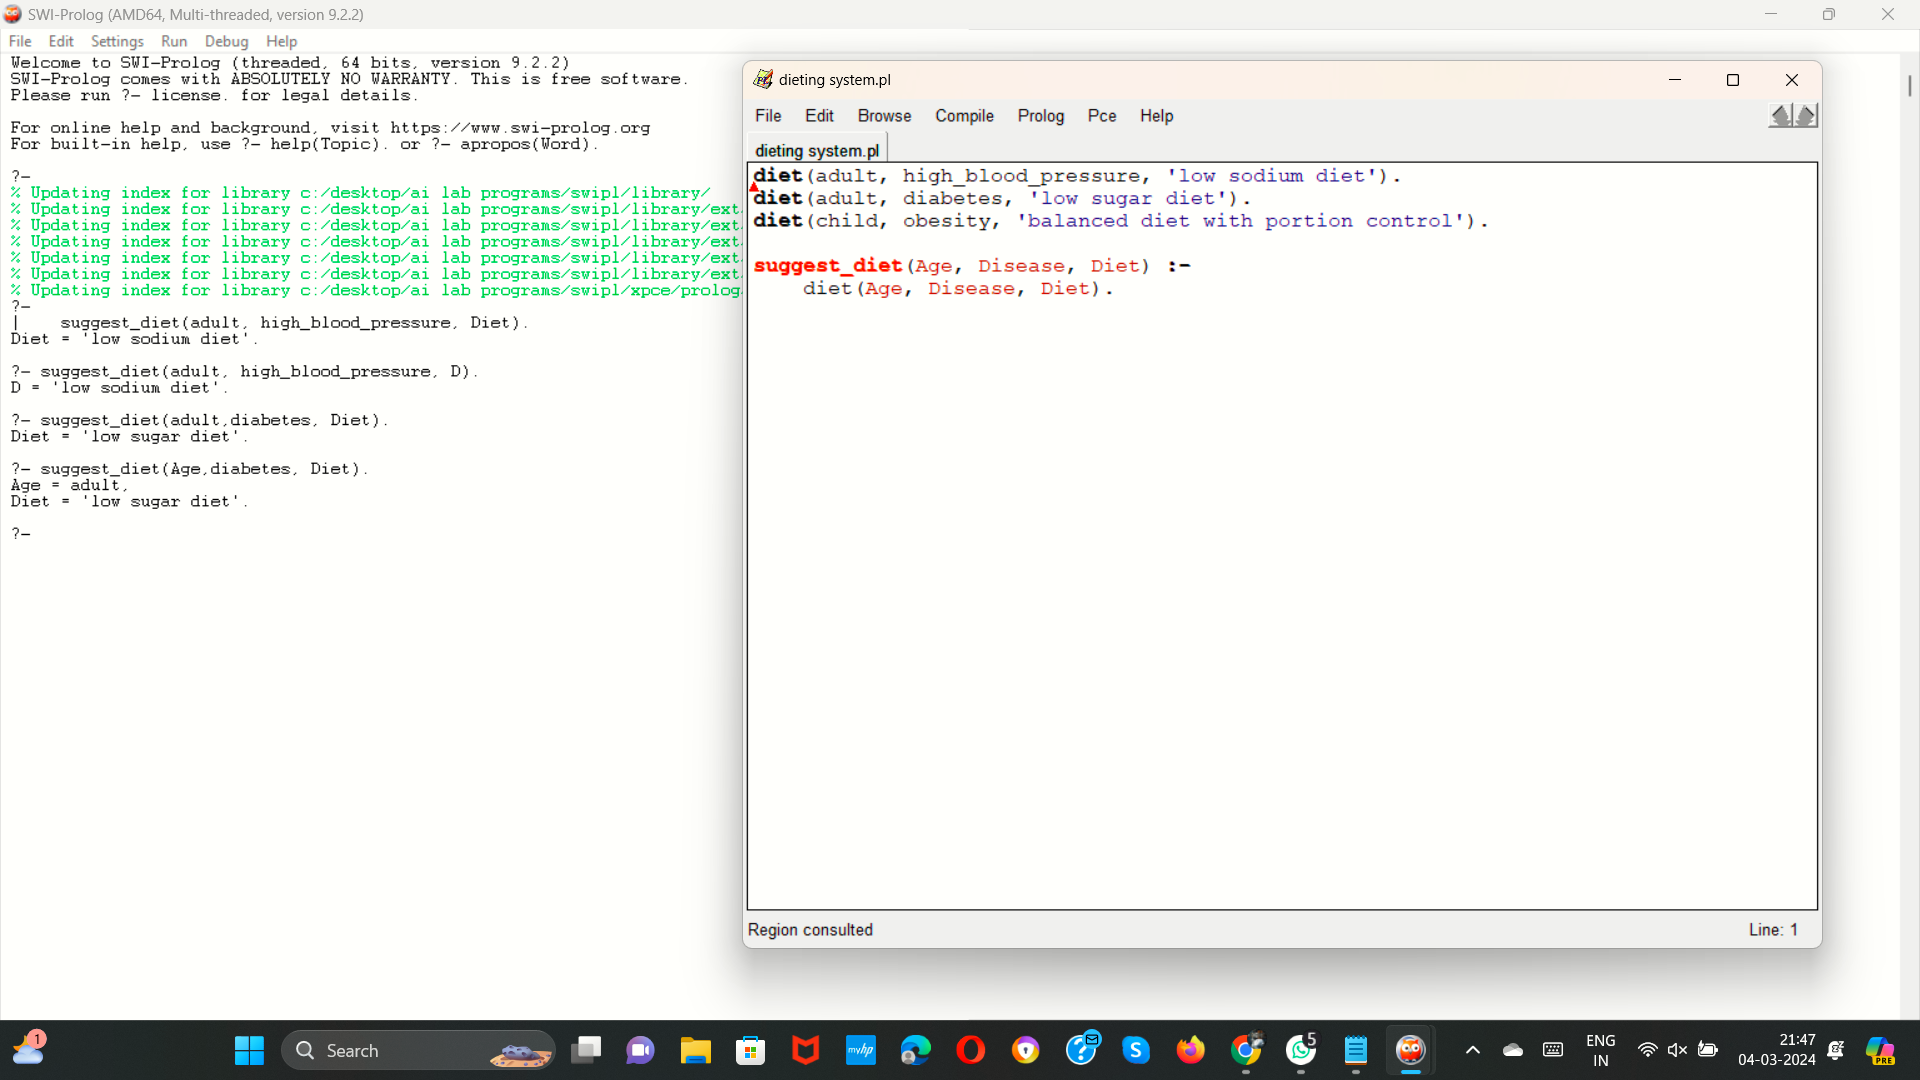 SWI-Prolog (AMD64, Multi-threaded, version 9.2.2)
File Edit Settings Run Debug Help
Welcome to SWI-Prolog (threaded, 64 bits, version 9.2.2)
SWI-Prolog comes with ABSOLUTELY NO WARRANTY. This is free software.
Please run ?- license. for legal details.
For online help and background, visit https://www.swi-prolog.org
For built-in help, use ?- help(Topic). or ?- apropos(Word).
?-
% Updating index for library c:/desktop/ai lab programs/swipl/library/
% Updating index for library c:/desktop/ai lab programs/swipl/library/ext
% Updating index for library c:/desktop/ai lab programs/swipl/library/ext
% Updating index for library c:/desktop/ai lab programs/swipl/library/ext
% Updating index for library c:/desktop/ai lab programs/swipl/library/ext
% Updating index for library c:/desktop/ai lab programs/swipl/library/ext
% Updating index for library c:/desktop/ai lab programs/swipl/xpce/prolog
?-
|    suggest_diet(adult, high_blood_pressure, Diet).
Diet = 'low sodium diet'.
?- suggest_diet(adult, high_blood_pressure, D).
D = 'low sodium diet'.
?- suggest_diet(adult,diabetes, Diet).
Diet = 'low sugar diet'.
?- suggest_diet(Age,diabetes, Diet).
Age = adult,
Diet = 'low sugar diet'.
?-
dieting system.pl
File Edit Browse Compile Prolog Pce Help
dieting system.pl
diet(adult, high_blood_pressure, 'low sodium diet').
diet(adult, diabetes, 'low sugar diet').
diet(child, obesity, 'balanced diet with portion control').
suggest_diet(Age, Disease, Diet) :-
    diet(Age, Disease, Diet).
Region consulted
Line: 1
1
Search
myhp
5
ENG
IN
21:47
04-03-2024
PRE